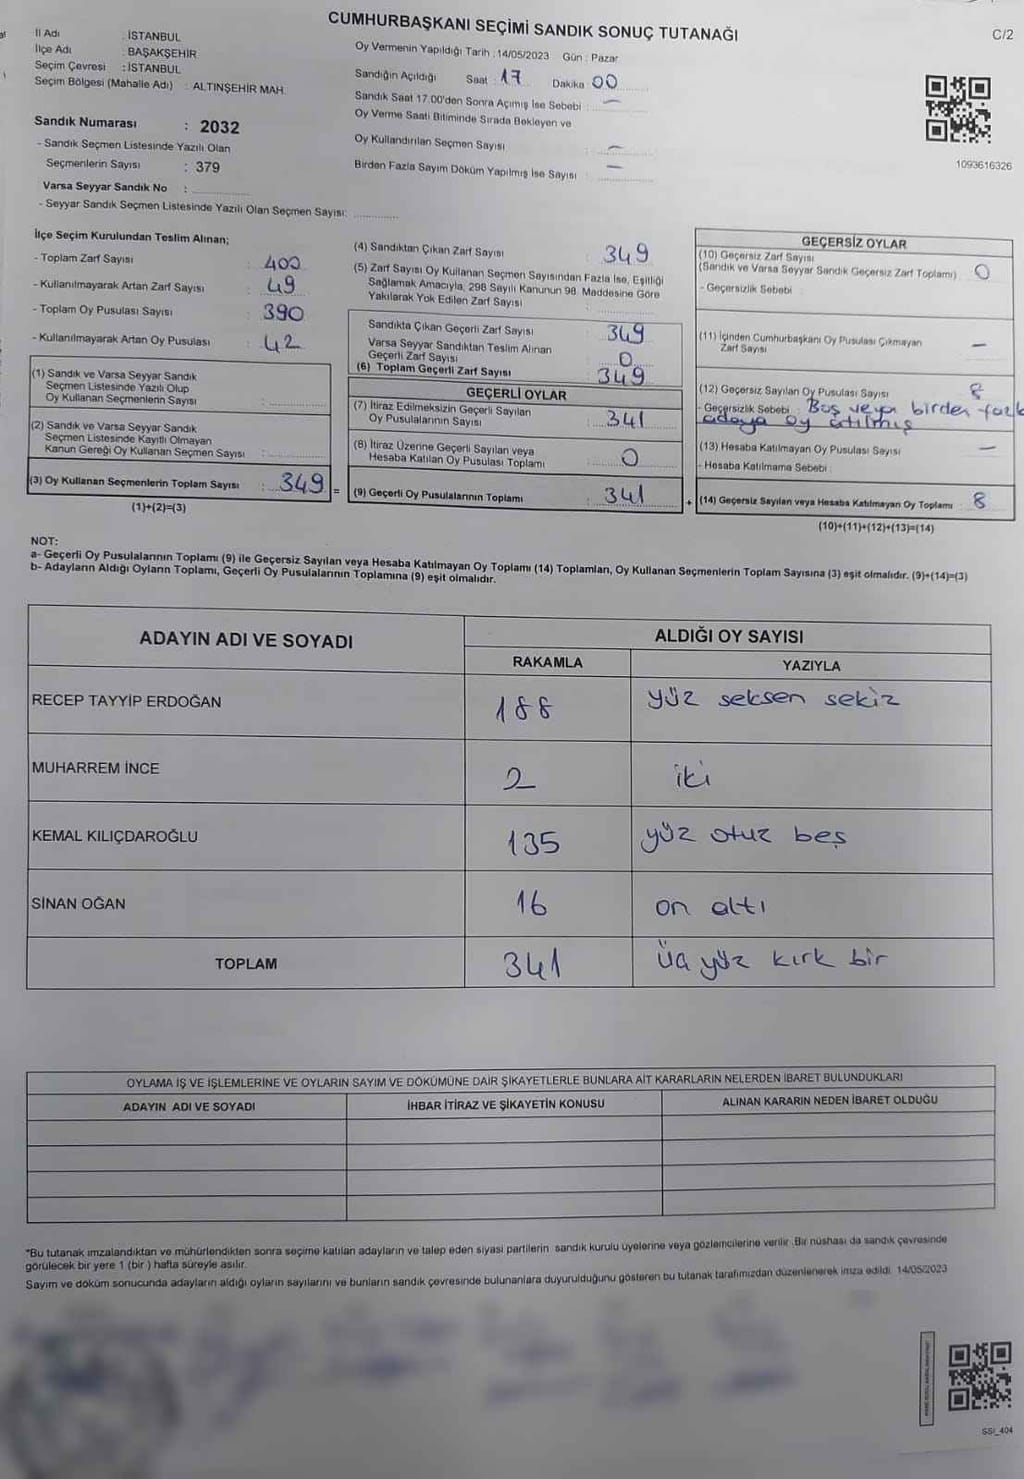 CUMHURBAŞKANI SEÇİMİ SANDIK SONUÇ TUTANAĞI
C/2
İl Adı : İSTANBUL
İlçe Adı : BAŞAKŞEHİR
Seçim Çevresi : İSTANBUL
Seçim Bölgesi (Mahalle Adı) : ALTINŞEHİR MAH.
Sandık Numarası : 2032
- Sandık Seçmen Listesinde Yazılı Olan
Seçmenlerin Sayısı : 379
Varsa Seyyar Sandık No :
- Seyyar Sandık Seçmen Listesinde Yazılı Olan Seçmen Sayısı:
Oy Vermenin Yapıldığı Tarih : 14/05/2023 Gün : Pazar
Sandığın Açıldığı Saat : 17 Dakika : 00
Sandık Saat 17.00'den Sonra Açımış İse Sebebi : —
Oy Verme Saati Bitiminde Sırada Bekleyen ve
Oy Kullandırılan Seçmen Sayısı : —
Birden Fazla Sayım Döküm Yapılmış İse Sayısı : —
1093616326
İlçe Seçim Kurulundan Teslim Alınan;
- Toplam Zarf Sayısı : 400
- Kullanılmayarak Artan Zarf Sayısı : 49
- Toplam Oy Pusulası Sayısı : 390
- Kullanılmayarak Artan Oy Pusulası : 42
(1) Sandık ve Varsa Seyyar Sandık
Seçmen Listesinde Yazılı Olup
Oy Kullanan Seçmenlerin Sayısı :
(2) Sandık ve Varsa Seyyar Sandık
Seçmen Listesinde Kayıtlı Olmayan
Kanun Gereği Oy Kullanan Seçmen Sayısı :
(3) Oy Kullanan Seçmenlerin Toplam Sayısı : 349 =
(1)+(2)=(3)
(4) Sandıktan Çıkan Zarf Sayısı : 349
(5) Zarf Sayısı Oy Kullanan Seçmen Sayısından Fazla İse, Eşitliği
Sağlamak Amacıyla, 298 Sayılı Kanunun 98. Maddesine Göre
Yakılarak Yok Edilen Zarf Sayısı :
Sandıkta Çıkan Geçerli Zarf Sayısı : 349
Varsa Seyyar Sandıktan Teslim Alınan
Geçerli Zarf Sayısı : 0
(6) Toplam Geçerli Zarf Sayısı : 349
GEÇERLİ OYLAR
(7) İtiraz Edilmeksizin Geçerli Sayılan
Oy Pusulalarının Sayısı : 341
(8) İtiraz Üzerine Geçerli Sayılan veya
Hesaba Katılan Oy Pusulası Toplamı : 0
(9) Geçerli Oy Pusulalarının Toplamı : 341 +
GEÇERSİZ OYLAR
(10) Geçersiz Zarf Sayısı
(Sandık ve Varsa Seyyar Sandık Geçersiz Zarf Toplamı) : 0
- Geçersizlik Sebebi :
(11) İçinden Cumhurbaşkanı Oy Pusulası Çıkmayan
Zarf Sayısı : —
(12) Geçersiz Sayılan Oy Pusulası Sayısı : 8
- Geçersizlik Sebebi : Boş veya birden fazla
adaya oy atılmış
(13) Hesaba Katılmayan Oy Pusulası Sayısı : —
- Hesaba Katılmama Sebebi :
(14) Geçersiz Sayılan veya Hesaba Katılmayan Oy Toplamı : 8
(10)+(11)+(12)+(13)=(14)
NOT:
a- Geçerli Oy Pusulalarının Toplamı (9) ile Geçersiz Sayılan veya Hesaba Katılmayan Oy Toplamı (14) Toplamları, Oy Kullanan Seçmenlerin Toplam Sayısına (3) eşit olmalıdır. (9)+(14)=(3)
b- Adayların Aldığı Oyların Toplamı, Geçerli Oy Pusulalarının Toplamına (9) eşit olmalıdır.
ADAYIN ADI VE SOYADI
ALDIĞI OY SAYISI
RAKAMLA YAZIYLA
RECEP TAYYİP ERDOĞAN 188 yüz seksen sekiz
MUHARREM İNCE 2 iki
KEMAL KILIÇDAROĞLU 135 yüz otuz beş
SİNAN OĞAN 16 on altı
TOPLAM 341 üç yüz kırk bir
OYLAMA İŞ VE İŞLEMLERİNE VE OYLARIN SAYIM VE DÖKÜMÜNE DAİR ŞİKAYETLERLE BUNLARA AİT KARARLARIN NELERDEN İBARET BULUNDUKLARI
ADAYIN ADI VE SOYADI İHBAR İTİRAZ VE ŞİKAYETİN KONUSU ALINAN KARARIN NEDEN İBARET OLDUĞU
*Bu tutanak imzalandıktan ve mühürlendikten sonra seçime katılan adayların ve talep eden siyasi partilerin sandık kurulu üyelerine veya gözlemcilerine verilir. Bir nüshası da sandık çevresinde
görülecek bir yere 1 (bir) hafta süreyle asılır.
Sayım ve döküm sonucunda adayların aldığı oyların sayılarını ve bunların sandık çevresinde bulunanlara duyurulduğunu gösteren bu tutanak tarafımızdan düzenlenerek imza edildi. 14/05/2023
SSI_404